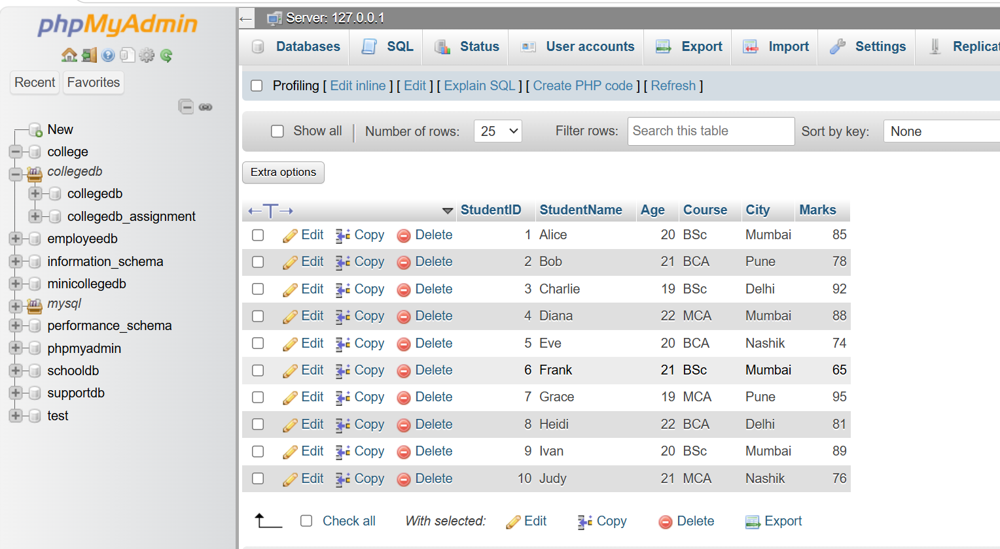 phpMyAdmin
Recent Favorites
New
college
collegedb
collegedb
collegedb_assignment
employeedb
information_schema
minicollegedb
mysql
performance_schema
phpmyadmin
schooldb
supportdb
test
Server: 127.0.0.1
Databases SQL Status User accounts Export Import Settings Replicat
Profiling [ Edit inline ] [ Edit ] [ Explain SQL ] [ Create PHP code ] [ Refresh ]
Show all Number of rows: 25 Filter rows: Search this table Sort by key: None
Extra options
StudentID StudentName Age Course City Marks
Edit Copy Delete 1 Alice 20 BSc Mumbai 85
Edit Copy Delete 2 Bob 21 BCA Pune 78
Edit Copy Delete 3 Charlie 19 BSc Delhi 92
Edit Copy Delete 4 Diana 22 MCA Mumbai 88
Edit Copy Delete 5 Eve 20 BCA Nashik 74
Edit Copy Delete 6 Frank 21 BSc Mumbai 65
Edit Copy Delete 7 Grace 19 MCA Pune 95
Edit Copy Delete 8 Heidi 22 BCA Delhi 81
Edit Copy Delete 9 Ivan 20 BSc Mumbai 89
Edit Copy Delete 10 Judy 21 MCA Nashik 76
Check all With selected: Edit Copy Delete Export